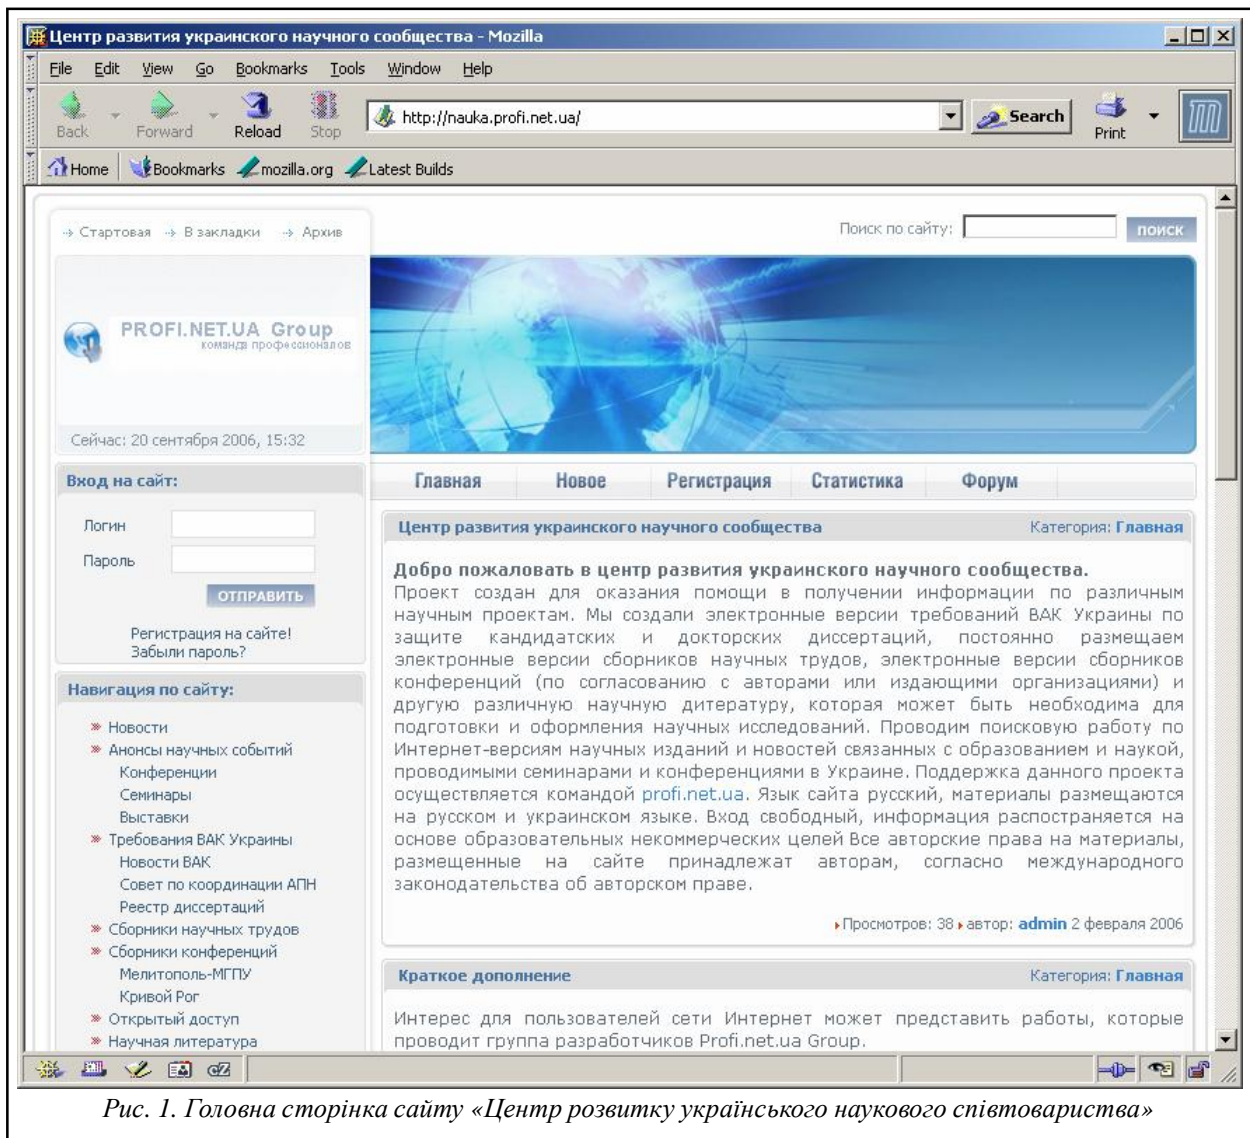 Центр развития украинского научного сообщества - Mozilla
File Edit View Go Bookmarks Tools Window Help
Back Forward Reload Stop http://nauka.profi.net.ua/ Search Print
Home Bookmarks mozilla.org Latest Builds
Стартовая В закладки Архив
Поиск по сайту: ПОИСК
PROFI.NET.UA Group
команда профессионалов
Сейчас: 20 сентября 2006, 15:32
Вход на сайт:
Логин
Пароль
ОТПРАВИТЬ
Регистрация на сайте!
Забыли пароль?
Навигация по сайту:
Новости
Анонсы научных событий
Конференции
Семинары
Выставки
Требования ВАК Украины
Новости ВАК
Совет по координации АПН
Реестр диссертаций
Сборники научных трудов
Сборники конференций
Мелитополь-МГПУ
Кривой Рог
Открытый доступ
Научная литература
Главная Новое Регистрация Статистика Форум
Центр развития украинского научного сообщества Категория: Главная
Добро пожаловать в центр развития украинского научного сообщества.
Проект создан для оказания помощи в получении информации по различным
научным проектам. Мы создали электронные версии требований ВАК Украины по
защите кандидатских и докторских диссертаций, постоянно размещаем
электронные версии сборников научных трудов, электронные версии сборников
конференций (по согласованию с авторами или издающими организациями) и
другую различную научную дитературу, которая может быть необходима для
подготовки и оформления научных исследований. Проводим поисковую работу по
Интернет-версиям научных изданий и новостей связанных с образованием и наукой,
проводимыми семинарами и конференциями в Украине. Поддержка данного проекта
осуществляется командой profi.net.ua. Язык сайта русский, материалы размещаются
на русском и украинском языке. Вход свободный, информация распостраняется на
основе образовательных некоммерческих целей Все авторские права на материалы,
размещенные на сайте принадлежат авторам, согласно международного
законодательства об авторском праве.
Просмотров: 38 автор: admin 2 февраля 2006
Краткое дополнение Категория: Главная
Интерес для пользователей сети Интернет может представить работы, которые
проводит группа разработчиков Profi.net.ua Group.
Рис. 1. Головна сторінка сайту «Центр розвитку українського наукового співтовариства»